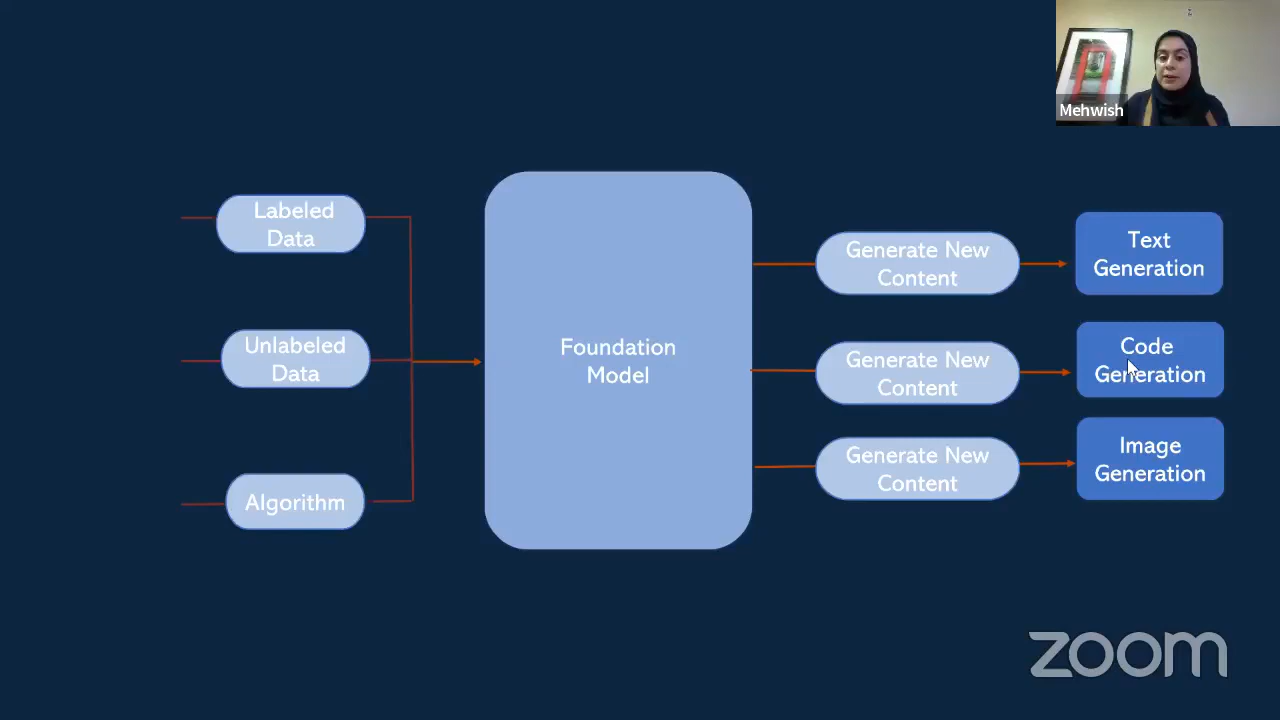 Mehwish
Labeled
Data
Unlabeled
Data
Algorithm
Foundation
Model
Generate New
Content
Text
Generation
Generate New
Content
Code
Generation
Generate New
Content
Image
Generation
zoom